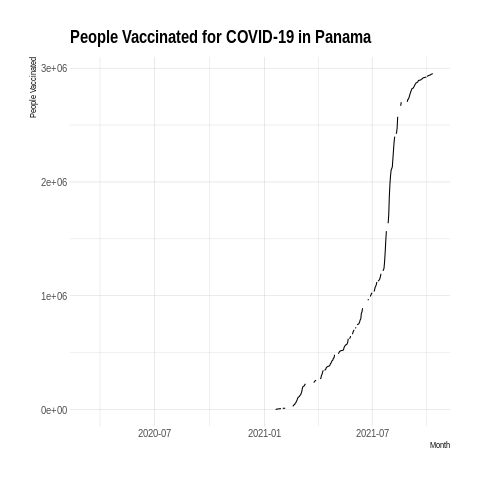 People Vaccinated for COVID-19 in Panama
People Vaccinated
3e+06
2e+06
1e+06
0e+00
2020-07 2021-01 2021-07
Month